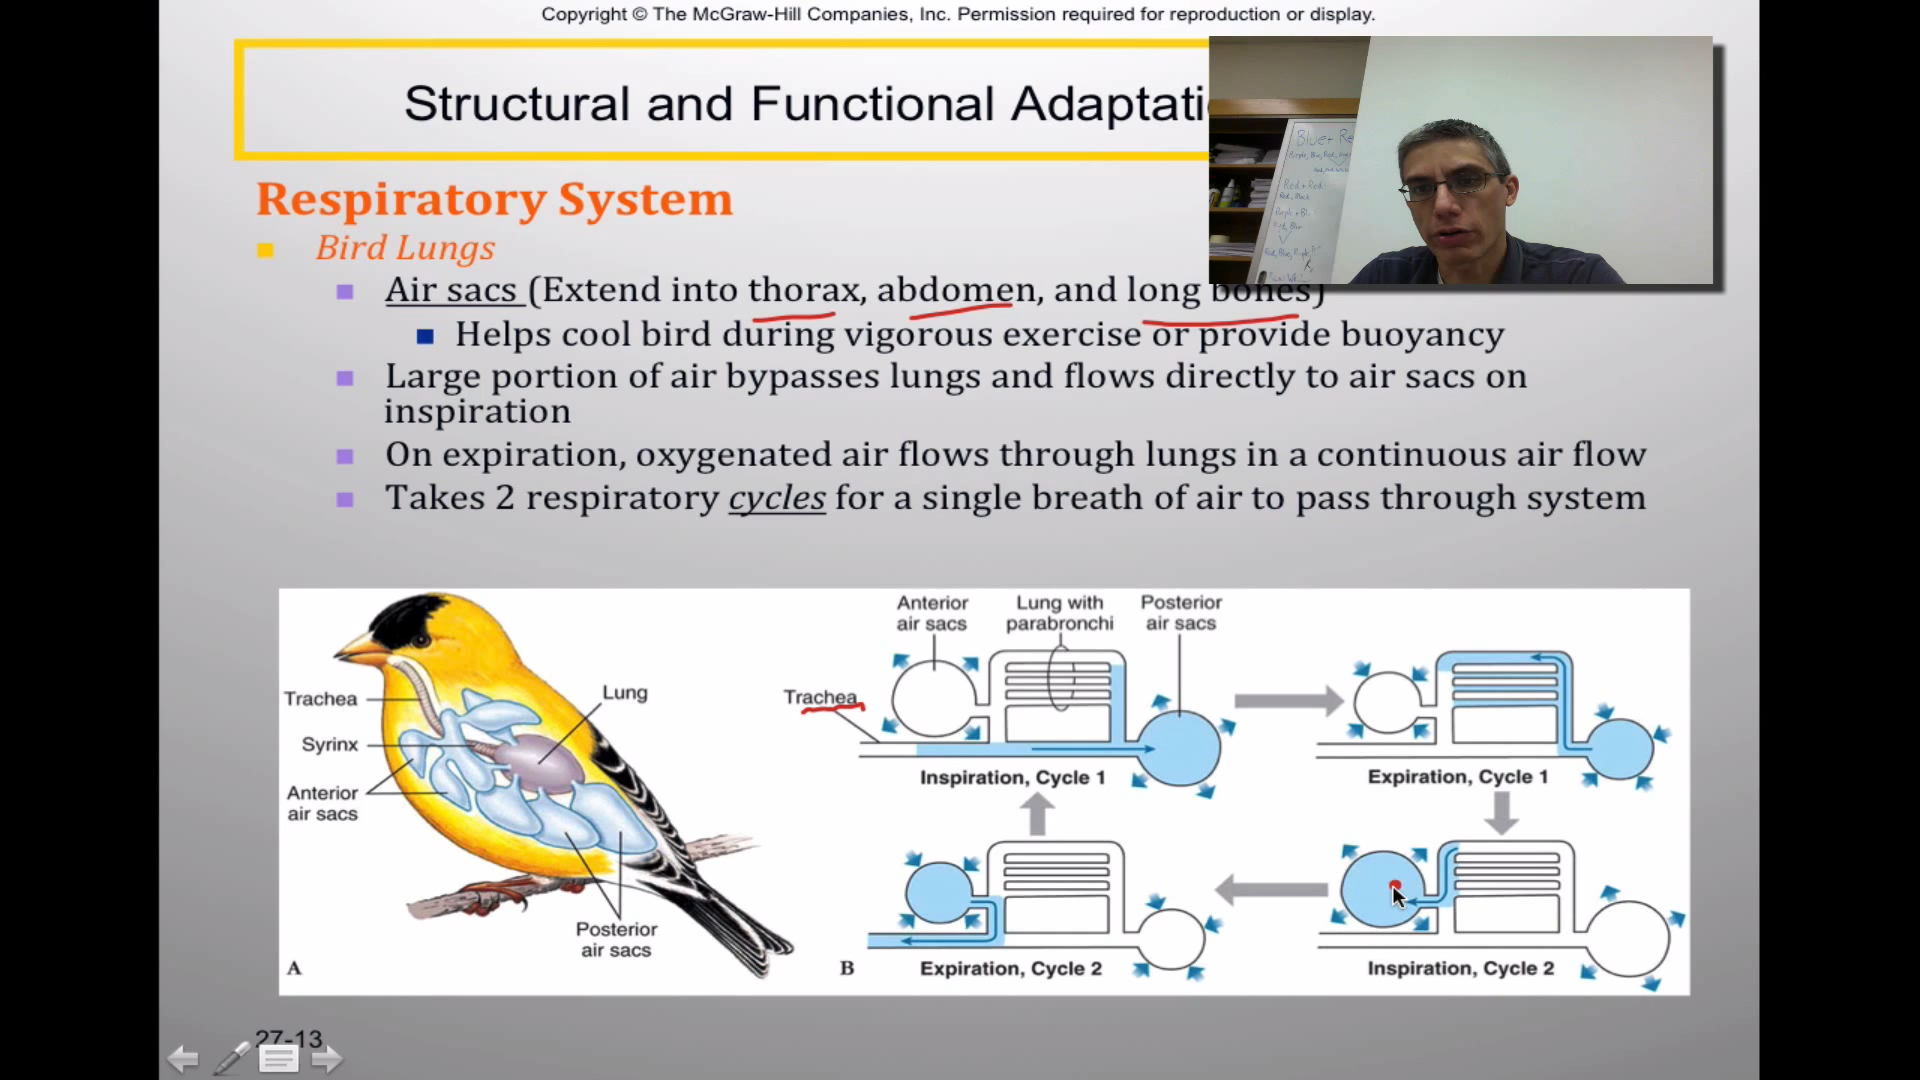 Copyright © The McGraw-Hill Companies, Inc. Permission required for reproduction or display.
Structural and Functional Adaptati
Respiratory System
Bird Lungs
Air sacs (Extend into thorax, abdomen, and long bones)
Helps cool bird during vigorous exercise or provide buoyancy
Large portion of air bypasses lungs and flows directly to air sacs on
inspiration
On expiration, oxygenated air flows through lungs in a continuous air flow
Takes 2 respiratory cycles for a single breath of air to pass through system
Trachea
Syrinx
Anterior
air sacs
Lung
Posterior
air sacs
A
Anterior
air sacs
Lung with
parabronchi
Posterior
air sacs
Trachea
Inspiration, Cycle 1
Expiration, Cycle 1
Expiration, Cycle 2
Inspiration, Cycle 2
B
27-13
Blue + Re
Red + Red